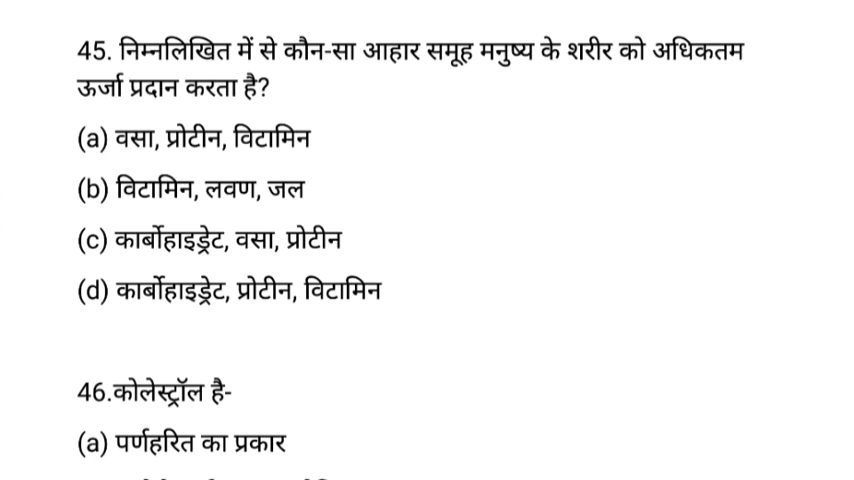 45. निम्नलिखित में से कौन-सा आहार समूह मनुष्य के शरीर को अधिकतम
ऊर्जा प्रदान करता है?
(a) वसा, प्रोटीन, विटामिन
(b) विटामिन, लवण, जल
(c) कार्बोहाइड्रेट, वसा, प्रोटीन
(d) कार्बोहाइड्रेट, प्रोटीन, विटामिन
46.कोलेस्ट्रॉल है-
(a) पर्णहरित का प्रकार